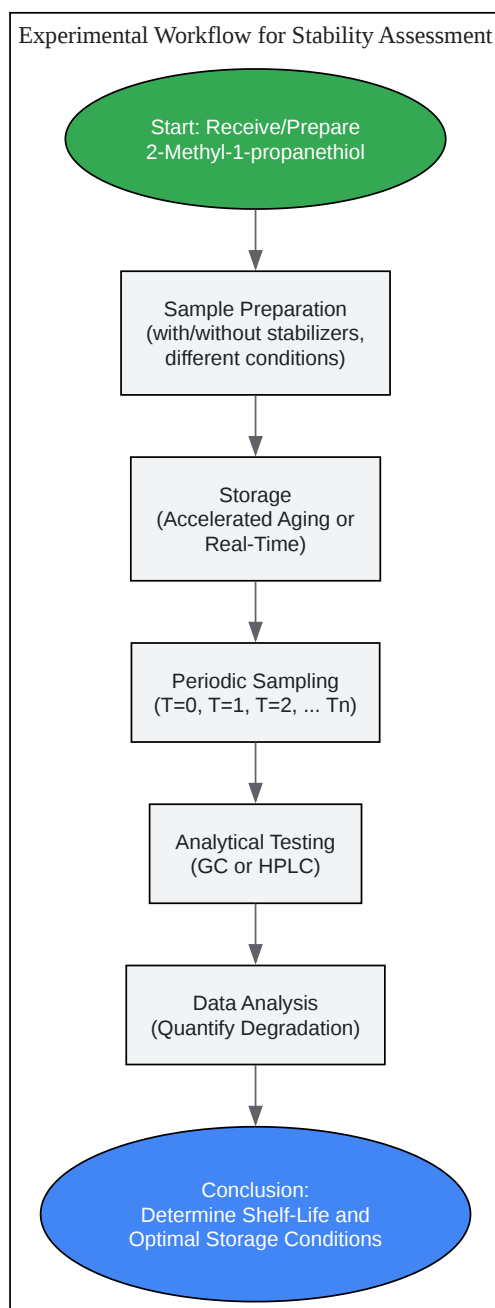 Experimental Workflow for Stability Assessment
Start: Receive/Prepare
2-Methyl-1-propanethiol
Sample Preparation
(with/without stabilizers,
different conditions)
Storage
(Accelerated Aging or
Real-Time)
Periodic Sampling
(T=0, T=1, T=2, ... Tn)
Analytical Testing
(GC or HPLC)
Data Analysis
(Quantify Degradation)
Conclusion:
Determine Shelf-Life and
Optimal Storage Conditions